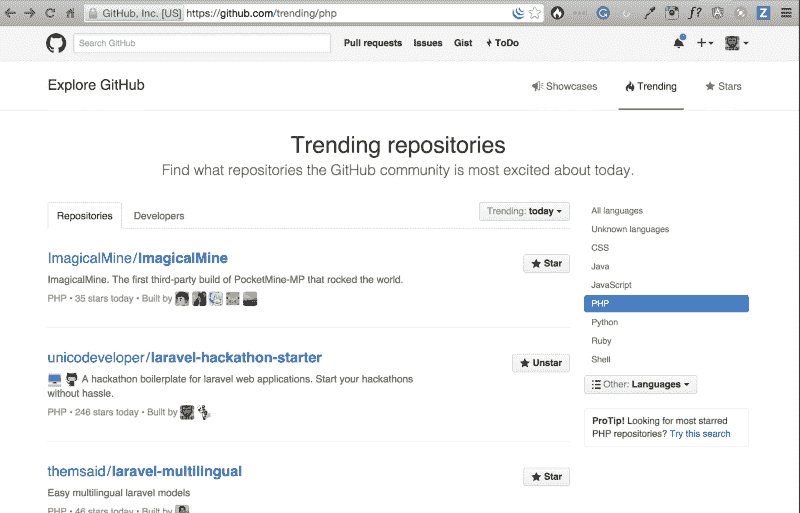 GitHub, Inc. [US] https://github.com/trending/php
Search GitHub Pull requests Issues Gist ToDo
Explore GitHub Showcases Trending Stars
Trending repositories
Find what repositories the GitHub community is most excited about today.
Repositories Developers Trending: today
ImagicalMine/ImagicalMine Star
ImagicalMine. The first third-party build of PocketMine-MP that rocked the world.
PHP • 35 stars today • Built by
unicodeveloper/laravel-hackathon-starter Unstar
A hackathon boilerplate for laravel web applications. Start your hackathons
without hassle.
PHP • 246 stars today • Built by
themsaid/laravel-multilingual Star
Easy multilingual laravel models
PHP • 46 stars today • Built by
All languages
Unknown languages
CSS
Java
JavaScript
PHP
Python
Ruby
Shell
Other: Languages
ProTip! Looking for most starred
PHP repositories? Try this search